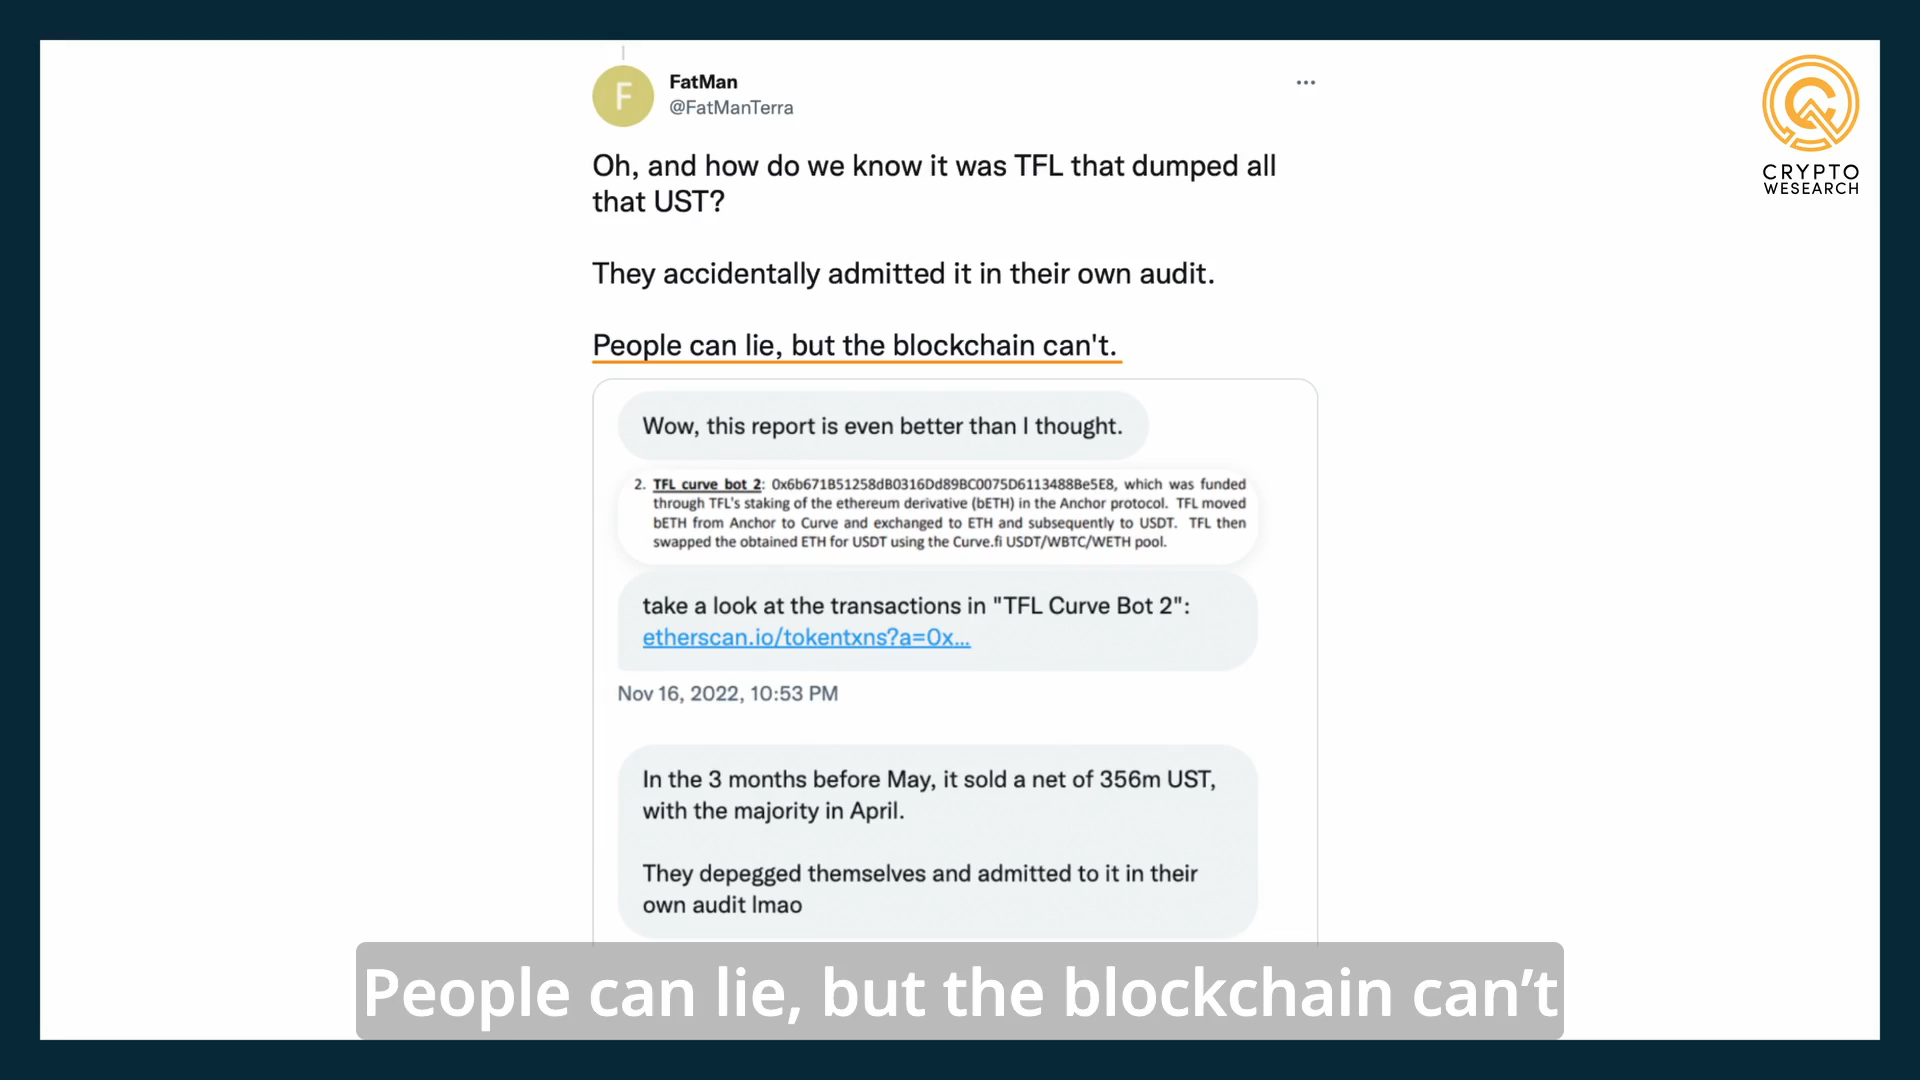 F
FatMan
@FatManTerra
...
CRYPTO
WESEARCH
Oh, and how do we know it was TFL that dumped all
that UST?
They accidentally admitted it in their own audit.
People can lie, but the blockchain can't.
Wow, this report is even better than I thought.
2. TFL curve bot 2: 0x6b671B51258dB0316Dd89BC0075D6113488Be5E8, which was funded
through TFL's staking of the ethereum derivative (bETH) in the Anchor protocol. TFL moved
bETH from Anchor to Curve and exchanged to ETH and subsequently to USDT. TFL then
swapped the obtained ETH for USDT using the Curve.fi USDT/WBTC/WETH pool.
take a look at the transactions in "TFL Curve Bot 2":
etherscan.io/tokentxns?a=0x...
Nov 16, 2022, 10:53 PM
In the 3 months before May, it sold a net of 356m UST,
with the majority in April.
They depegged themselves and admitted to it in their
own audit lmao
People can lie, but the blockchain can’t